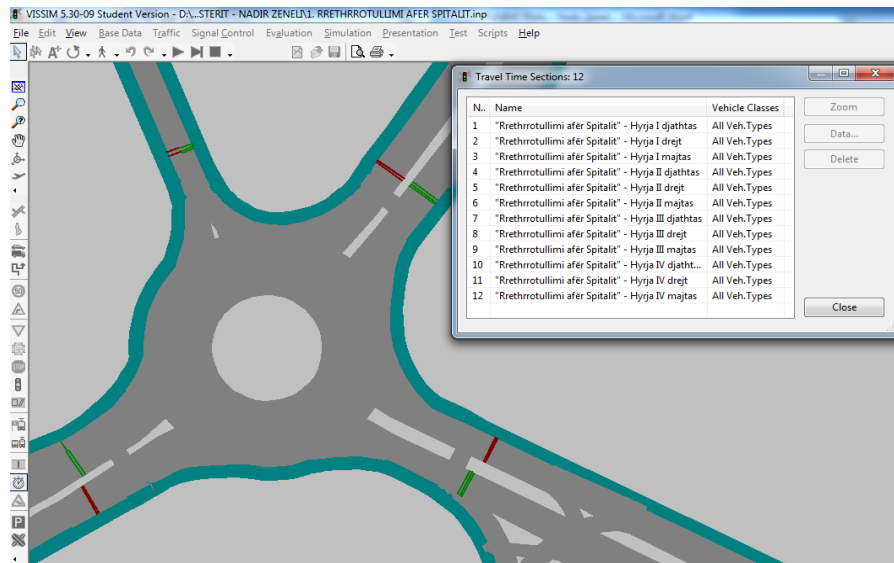 VISSIM 5.30-09 Student Version - D:\...STERIT - NADIR ZENELI\1. RRETHRROTULLIMI AFER SPITALIT.inp
File Edit View Base Data Traffic Signal Control Evaluation Simulation Presentation Test Scripts Help
Travel Time Sections: 12
N.. Name Vehicle Classes
1 "Rrethrrotullimi afër Spitalit" - Hyrja I djathtas All Veh.Types
2 "Rrethrrotullimi afër Spitalit" - Hyrja I drejt All Veh.Types
3 "Rrethrrotullimi afër Spitalit" - Hyrja I majtas All Veh.Types
4 "Rrethrrotullimi afër Spitalit" - Hyrja II djathtas All Veh.Types
5 "Rrethrrotullimi afër Spitalit" - Hyrja II drejt All Veh.Types
6 "Rrethrrotullimi afër Spitalit" - Hyrja II majtas All Veh.Types
7 "Rrethrrotullimi afër Spitalit" - Hyrja III djathtas All Veh.Types
8 "Rrethrrotullimi afër Spitalit" - Hyrja III drejt All Veh.Types
9 "Rrethrrotullimi afër Spitalit" - Hyrja III majtas All Veh.Types
10 "Rrethrrotullimi afër Spitalit" - Hyrja IV djatht... All Veh.Types
11 "Rrethrrotullimi afër Spitalit" - Hyrja IV drejt All Veh.Types
12 "Rrethrrotullimi afër Spitalit" - Hyrja IV majtas All Veh.Types
Zoom
Data...
Delete
Close